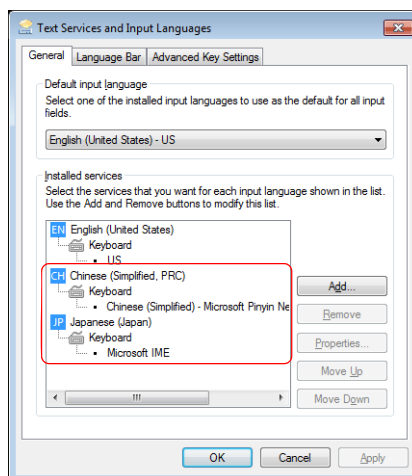 Text Services and Input Languages
General
Language Bar
Advanced Key Settings
Default input language
Select one of the installed input languages to use as the default for all input
fields.
English (United States) - US
Installed services
Select the services that you want for each input language shown in the list.
Use the Add and Remove buttons to modify this list.
EN English (United States)
Keyboard
US
CH Chinese (Simplified, PRC)
Keyboard
Chinese (Simplified) - Microsoft Pinyin Ne
JP Japanese (Japan)
Keyboard
Microsoft IME
Add...
Remove
Properties...
Move Up
Move Down
OK
Cancel
Apply